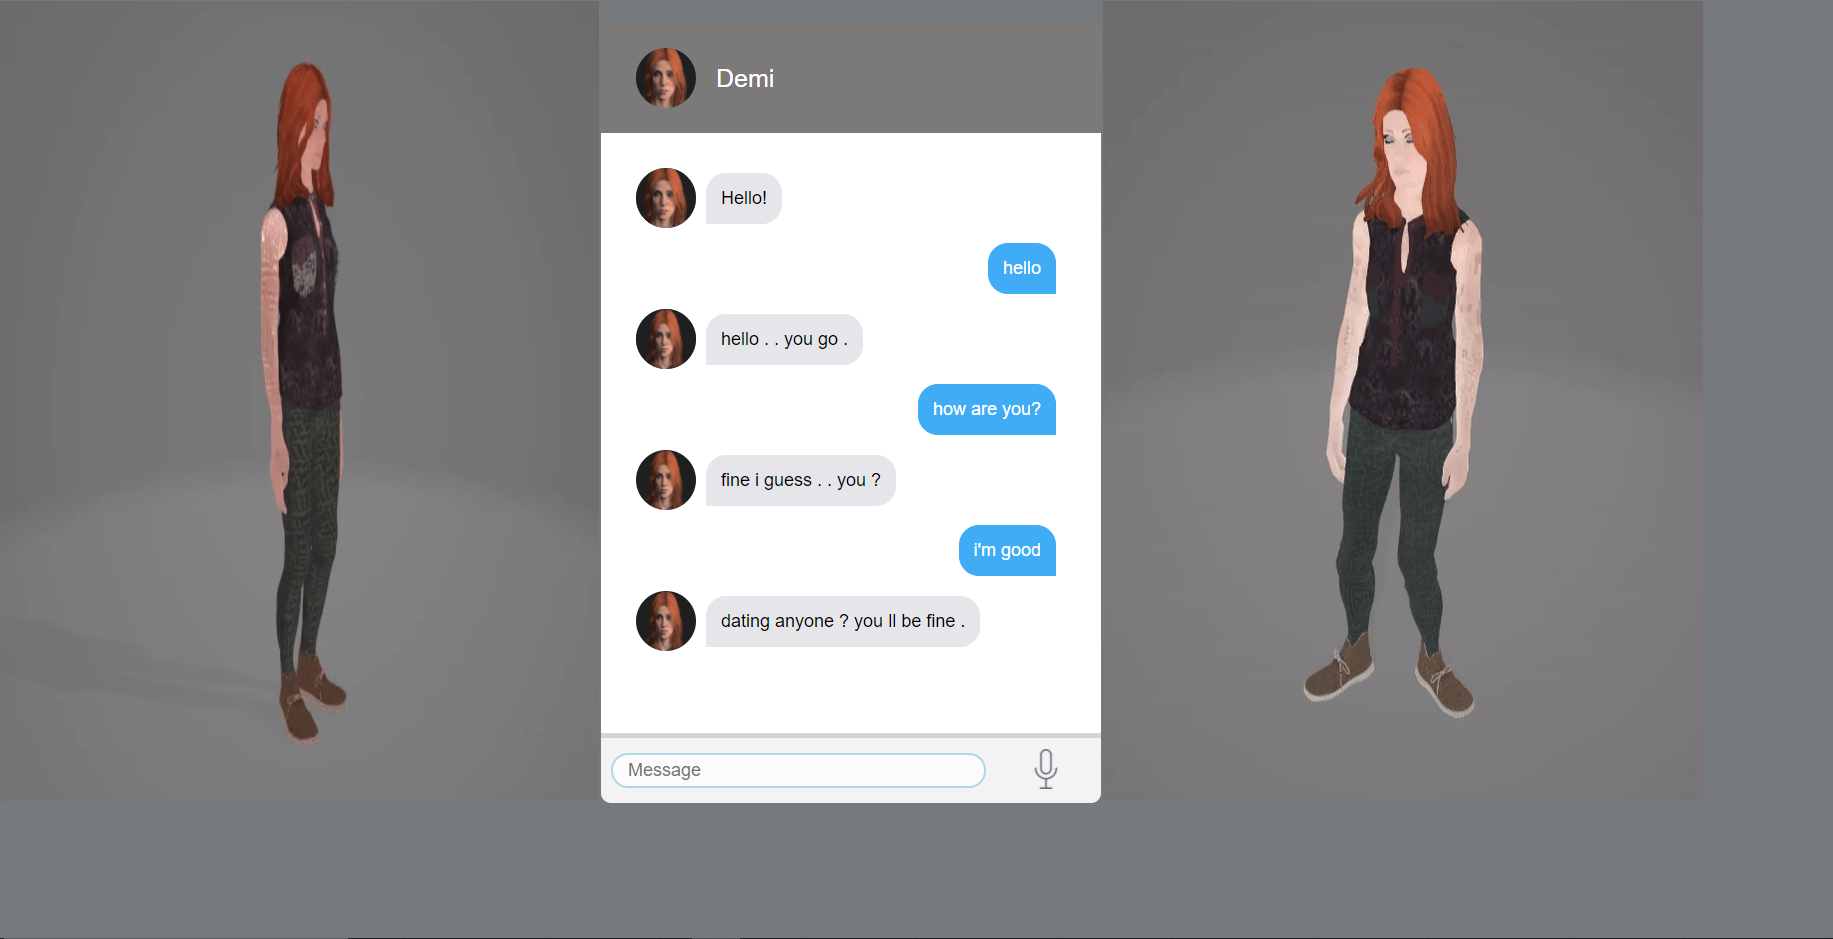 Demi
Hello!
hello
hello . . you go .
how are you?
fine i guess . . you ?
i'm good
dating anyone ? you ll be fine .
Message